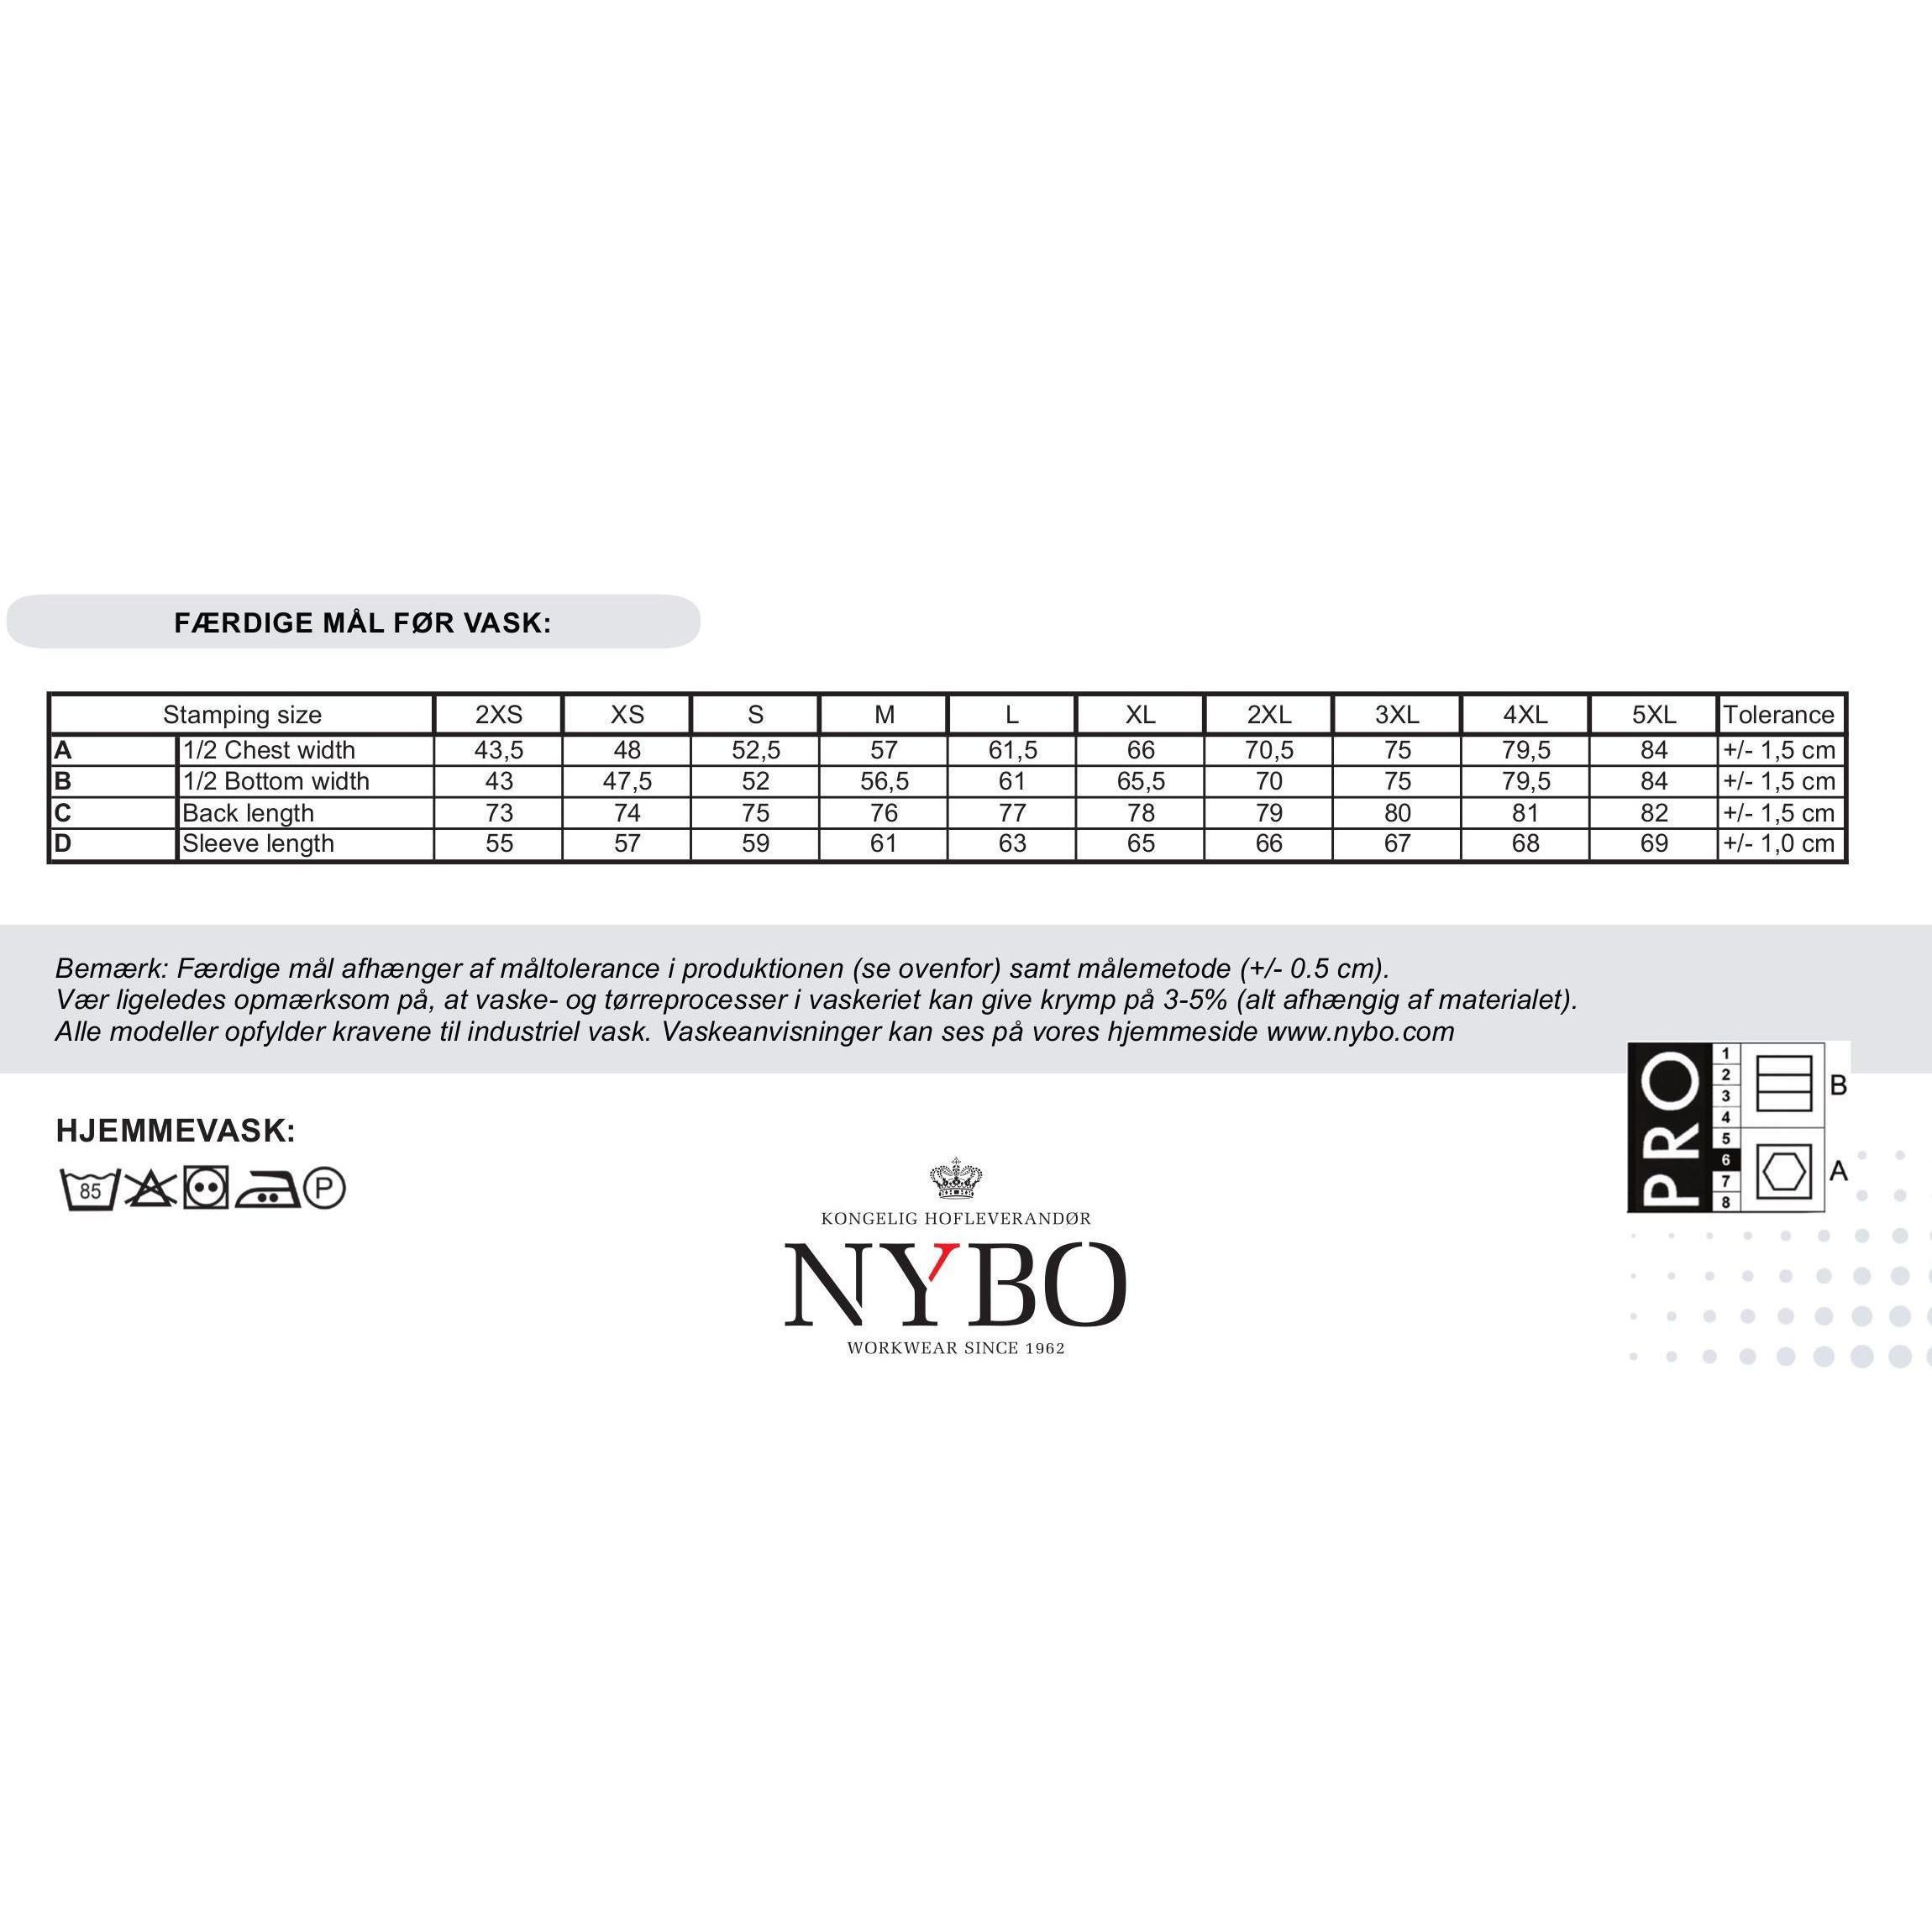 FÆRDIGE MÅL FØR VASK:
Stamping size 2XS XS S M L XL 2XL 3XL 4XL 5XL Tolerance
A 1/2 Chest width 43,5 48 52,5 57 61,5 66 70,5 75 79,5 84 +/- 1,5 cm
B 1/2 Bottom width 43 47,5 52 56,5 61 65,5 70 75 79,5 84 +/- 1,5 cm
C Back length 73 74 75 76 77 78 79 80 81 82 +/- 1,5 cm
D Sleeve length 55 57 59 61 63 65 66 67 68 69 +/- 1,0 cm
Bemærk: Færdige mål afhænger af måltolerance i produktionen (se ovenfor) samt målemetode (+/- 0.5 cm).
Vær ligeledes opmærksom på, at vaske- og tørreprocesser i vaskeriet kan give krymp på 3-5% (alt afhængig af materialet).
Alle modeller opfylder kravene til industriel vask. Vaskeanvisninger kan ses på vores hjemmeside www.nybo.com
PRO
1
2
3
4
5
6
7
8
B
A
HJEMMEVASK:
85
P
KONGELIG HOFLEVERANDØR
NYBO
WORKWEAR SINCE 1962